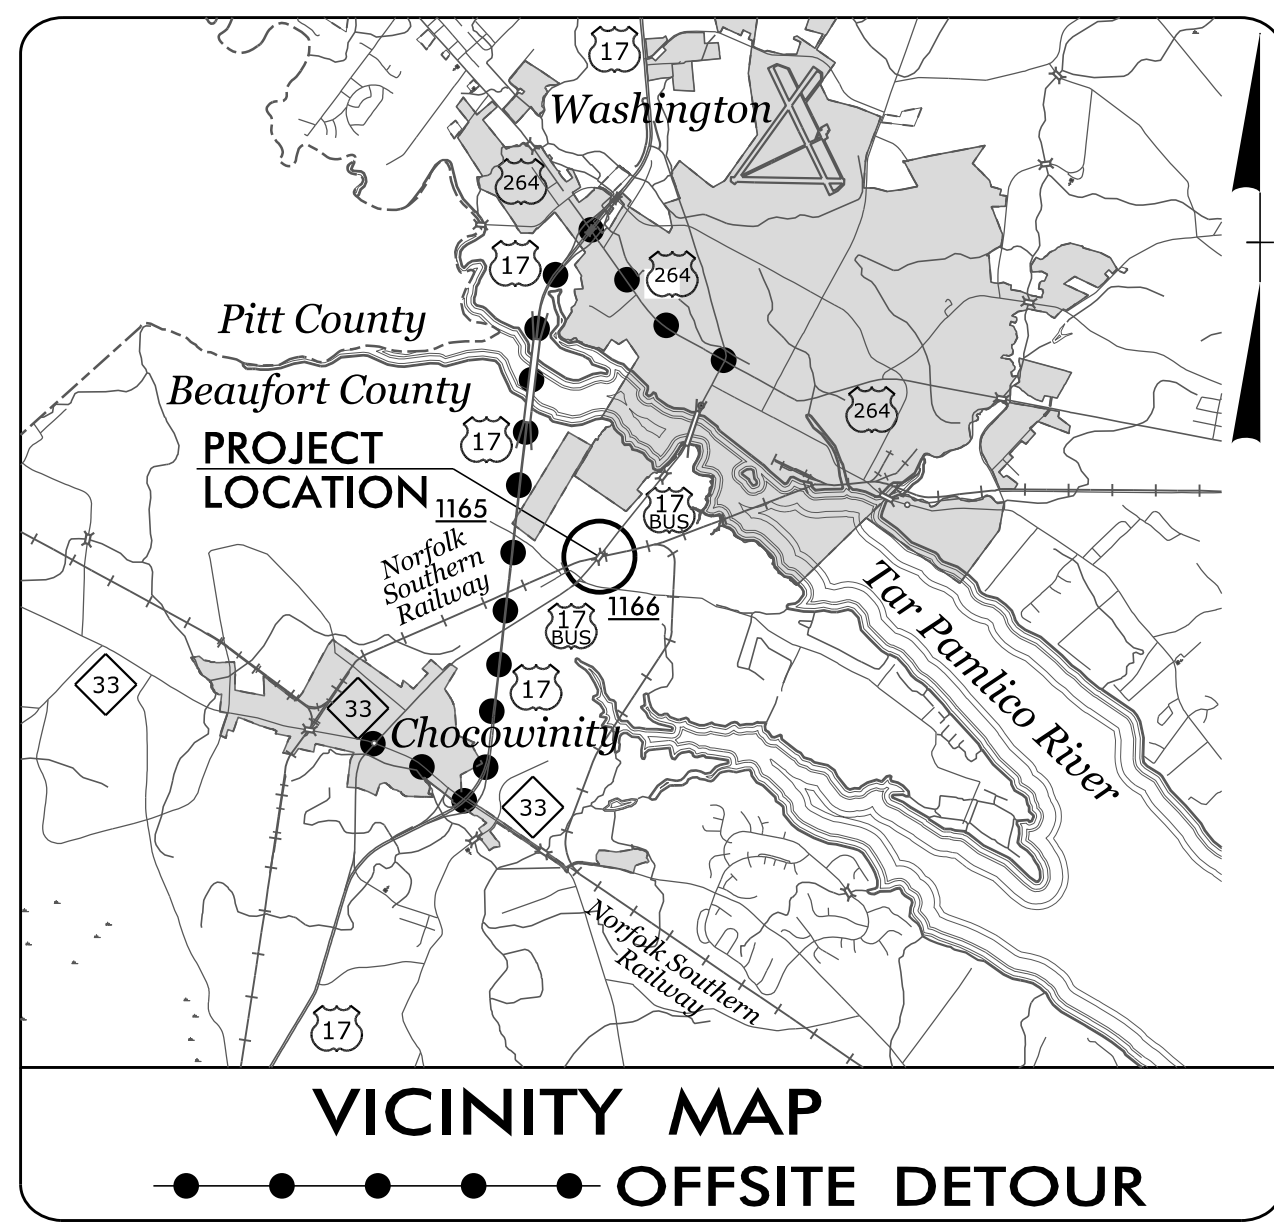 17
Washington
264
17
264
Pitt County
Beaufort County
264
17
PROJECT
LOCATION
1165
17
BUS
Norfolk
Southern
Railway
1166
17
BUS
Tar Pamlico River
33
17
33
Chocowinity
33
Norfolk Southern
Railway
17
VICINITY MAP
OFFSITE DETOUR